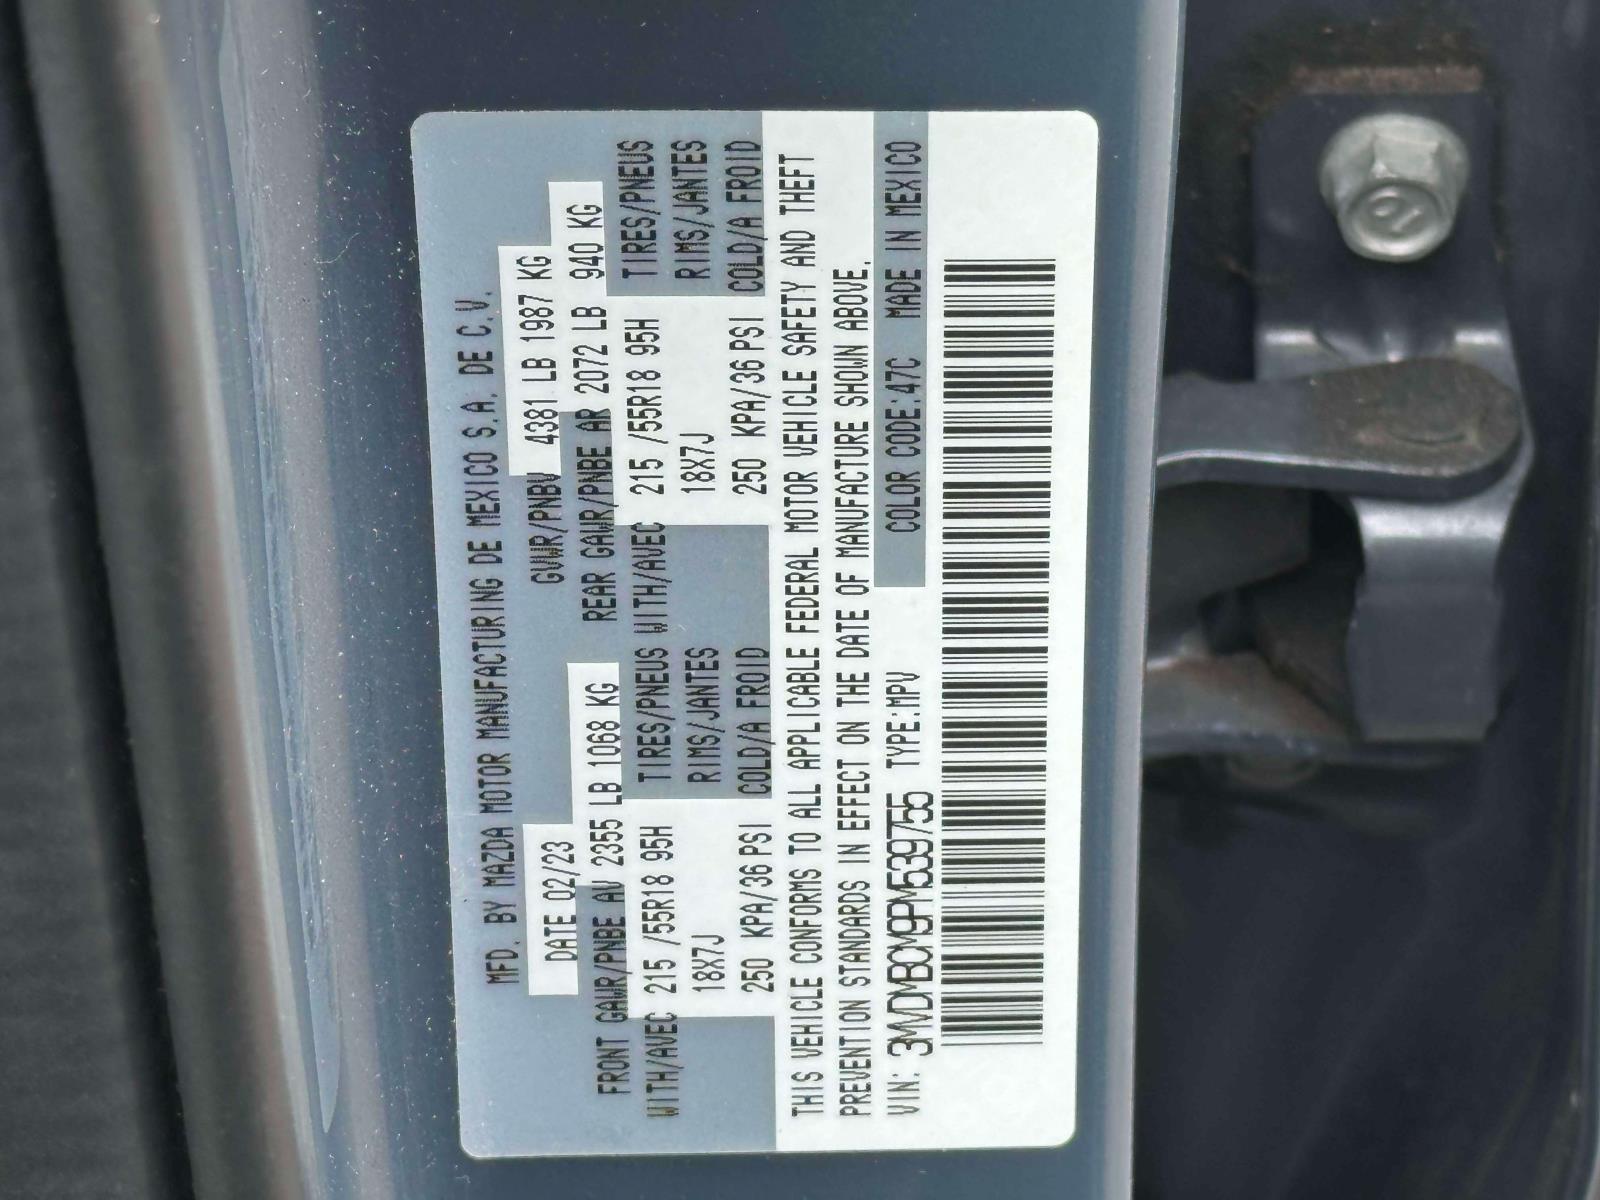 MFD. BY MAZDA MOTOR MANUFACTURING DE MEXICO S.A. DE C.V.
DATE 02/23 GVWR/PNBV 4381 LB 1987 KG
FRONT GAWR/PNBE AV 2355 LB 1068 KG REAR GAWR/PNBE AR 2072 LB 940 KG
WITH/AVEC 215 /55R18 95H TIRES/PNEUS WITH/AVEC 215 /55R18 95H TIRES/PNEUS
18X7J RIMS/JANTES 18X7J RIMS/JANTES
250 KPA/36 PSI COLD/A FROID 250 KPA/36 PSI COLD/A FROID
THIS VEHICLE CONFORMS TO ALL APPLICABLE FEDERAL MOTOR VEHICLE SAFETY AND THEFT
PREVENTION STANDARDS IN EFFECT ON THE DATE OF MANUFACTURE SHOWN ABOVE.
VIN: 3MVDMBCM9PM539755 TYPE:MPV COLOR CODE:47C MADE IN MEXICO